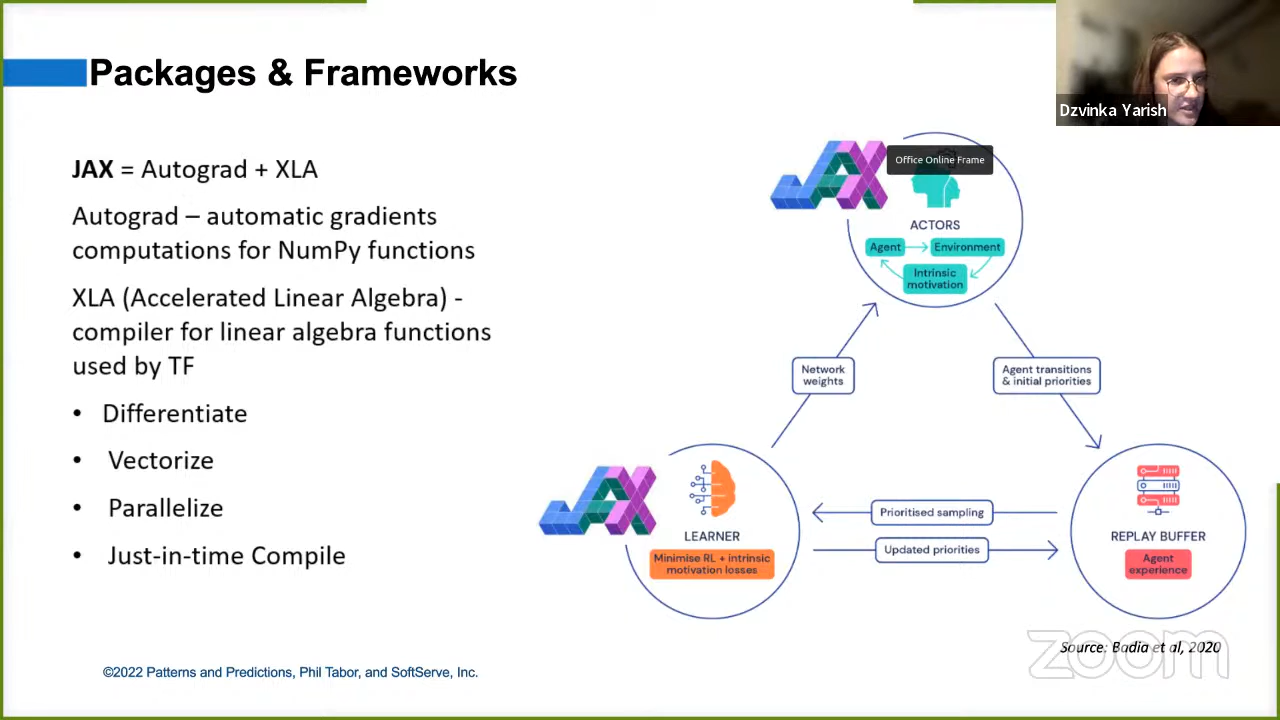 Packages & Frameworks
Dzvinka Yarish
JAX = Autograd + XLA
Autograd – automatic gradients
computations for NumPy functions
XLA (Accelerated Linear Algebra) -
compiler for linear algebra functions
used by TF
• Differentiate
• Vectorize
• Parallelize
• Just-in-time Compile
JAX
Office Online Frame
ACTORS
Agent
Environment
Intrinsic
motivation
Network
weights
Agent transitions
& initial priorities
JAX
LEARNER
Minimise RL + intrinsic
motivation losses
Prioritised sampling
Updated priorities
REPLAY BUFFER
Agent
experience
Source: Badia et al, 2020
zoom
©2022 Patterns and Predictions, Phil Tabor, and SoftServe, Inc.